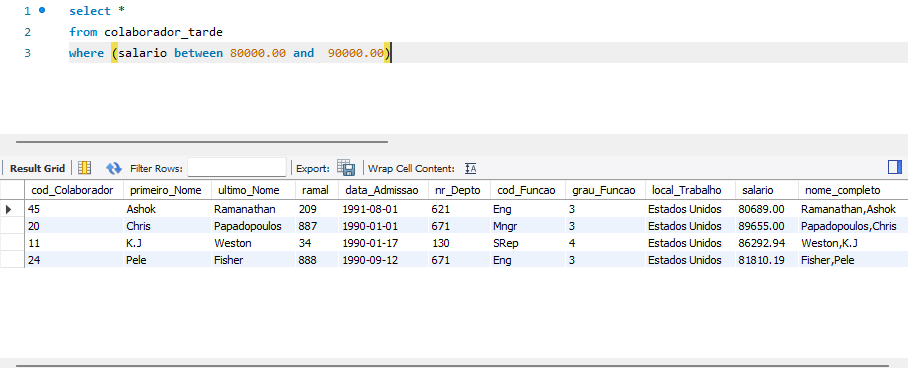 1 select *
2 from colaborador_tarde
3 where (salario between 80000.00 and  90000.00)
Result Grid Filter Rows: Export: Wrap Cell Content:
cod_Colaborador primeiro_Nome ultimo_Nome ramal data_Admissao nr_Depto cod_Funcao grau_Funcao local_Trabalho salario nome_completo
45 Ashok Ramanathan 209 1991-08-01 621 Eng 3 Estados Unidos 80689.00 Ramanathan,Ashok
20 Chris Papadopoulos 887 1990-01-01 671 Mngr 3 Estados Unidos 89655.00 Papadopoulos,Chris
11 K.J Weston 34 1990-01-17 130 SRep 4 Estados Unidos 86292.94 Weston,K.J
24 Pele Fisher 888 1990-09-12 671 Eng 3 Estados Unidos 81810.19 Fisher,Pele